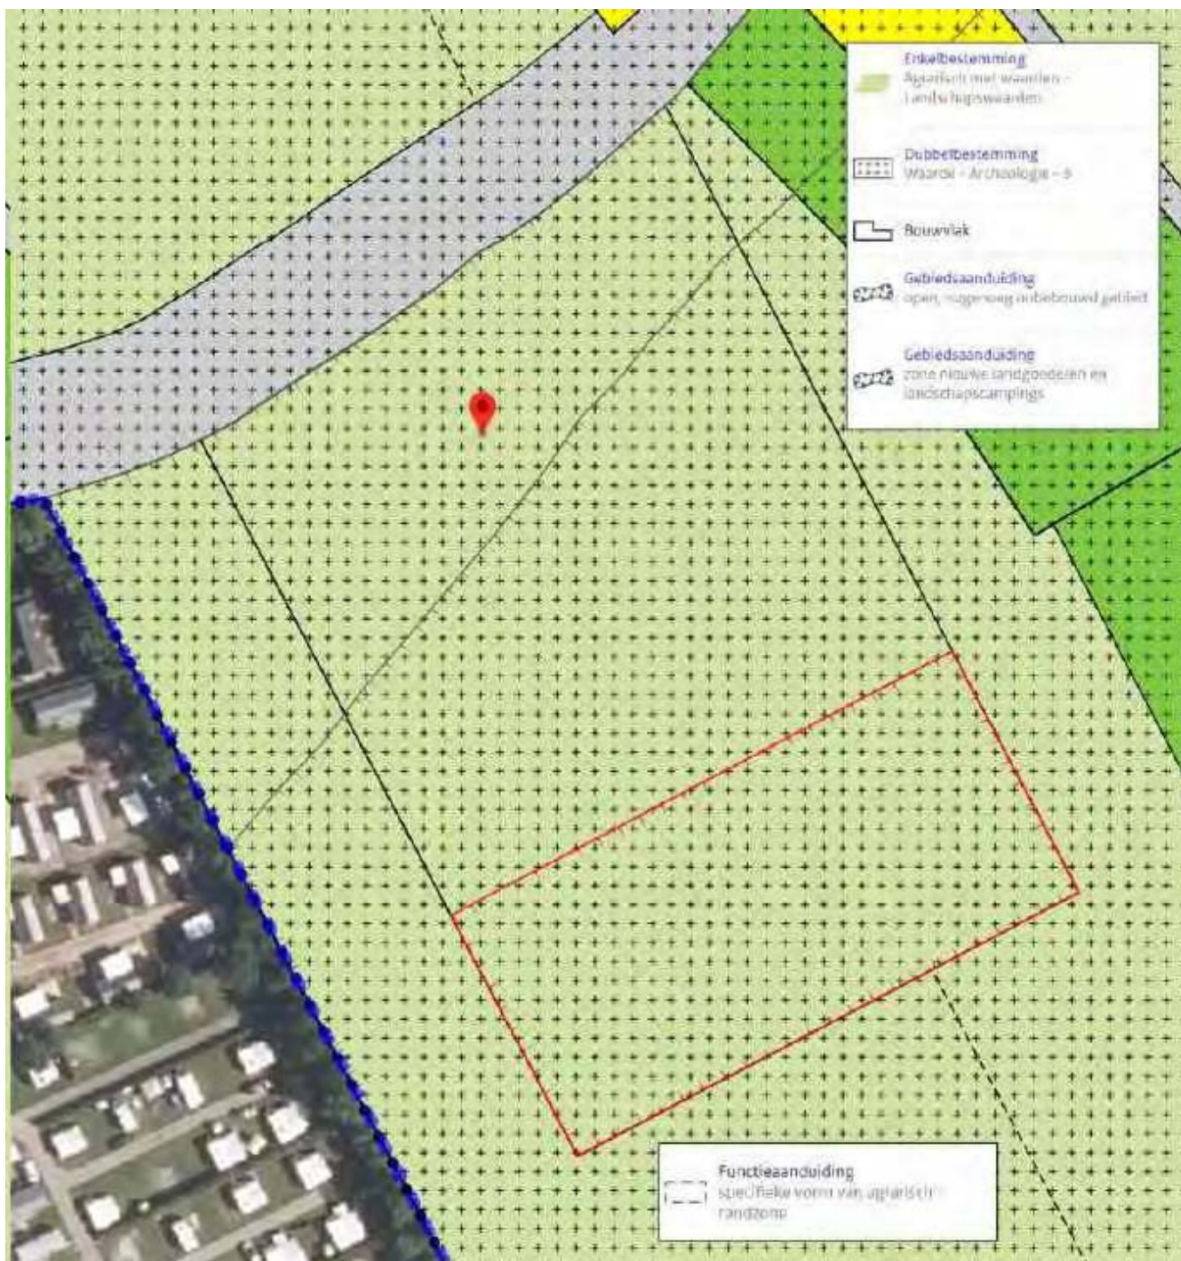 Enkelbestemming
Agrarisch met waarden -
Landschapswaarden
Dubbelbestemming
Waarde - Archeologie - 3
Bouwvlak
Gebiedsaanduiding
open, nagenoeg onbebouwd gebied
Gebiedsaanduiding
zone nieuwe landgoederen en
landschapscampings
Functieaanduiding
specifieke vorm van agrarisch -
randzone